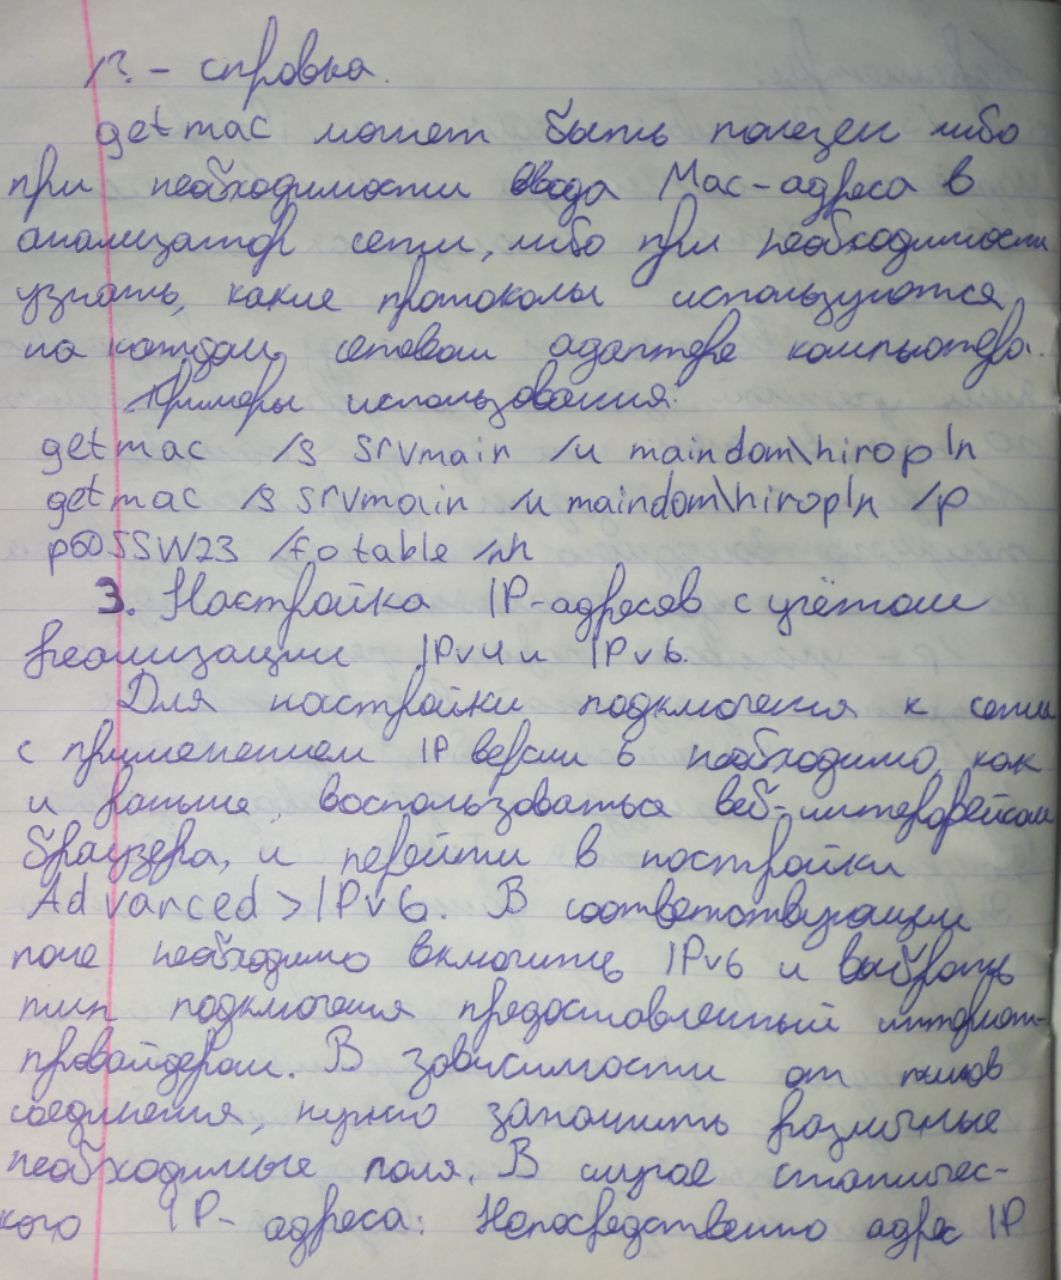 /? - справка.
getmac может быть полезен либо
при необходимости ввода Mac-адреса в
анализатор сети, либо при необходимости
узнать, какие протоколы используются
на каждом сетевом адаптере компьютера.
Примеры использования:
getmac /s srvmain /u maindom\hiropln
getmac /s srvmain /u maindom\hiropln /p
p@SSW23 /fo table /nh
3. Настройка IP-адресов с учётом
реализации IPv4 и IPv6.
Для настройки подключения к сети
с применением IP версии 6 необходимо, как
и раньше, воспользоваться веб-интерфейсом
браузера, и перейти в настройки
Advanced > IPv6. В соответствующем
поле необходимо включить IPv6 и выбрать
тип подключения предоставленный интернет-
провайдером. В зависимости от типов
соединения, нужно заполнить различные
необходимые поля. В случае статичес-
кого IP-адреса: Непосредственно адрес IP